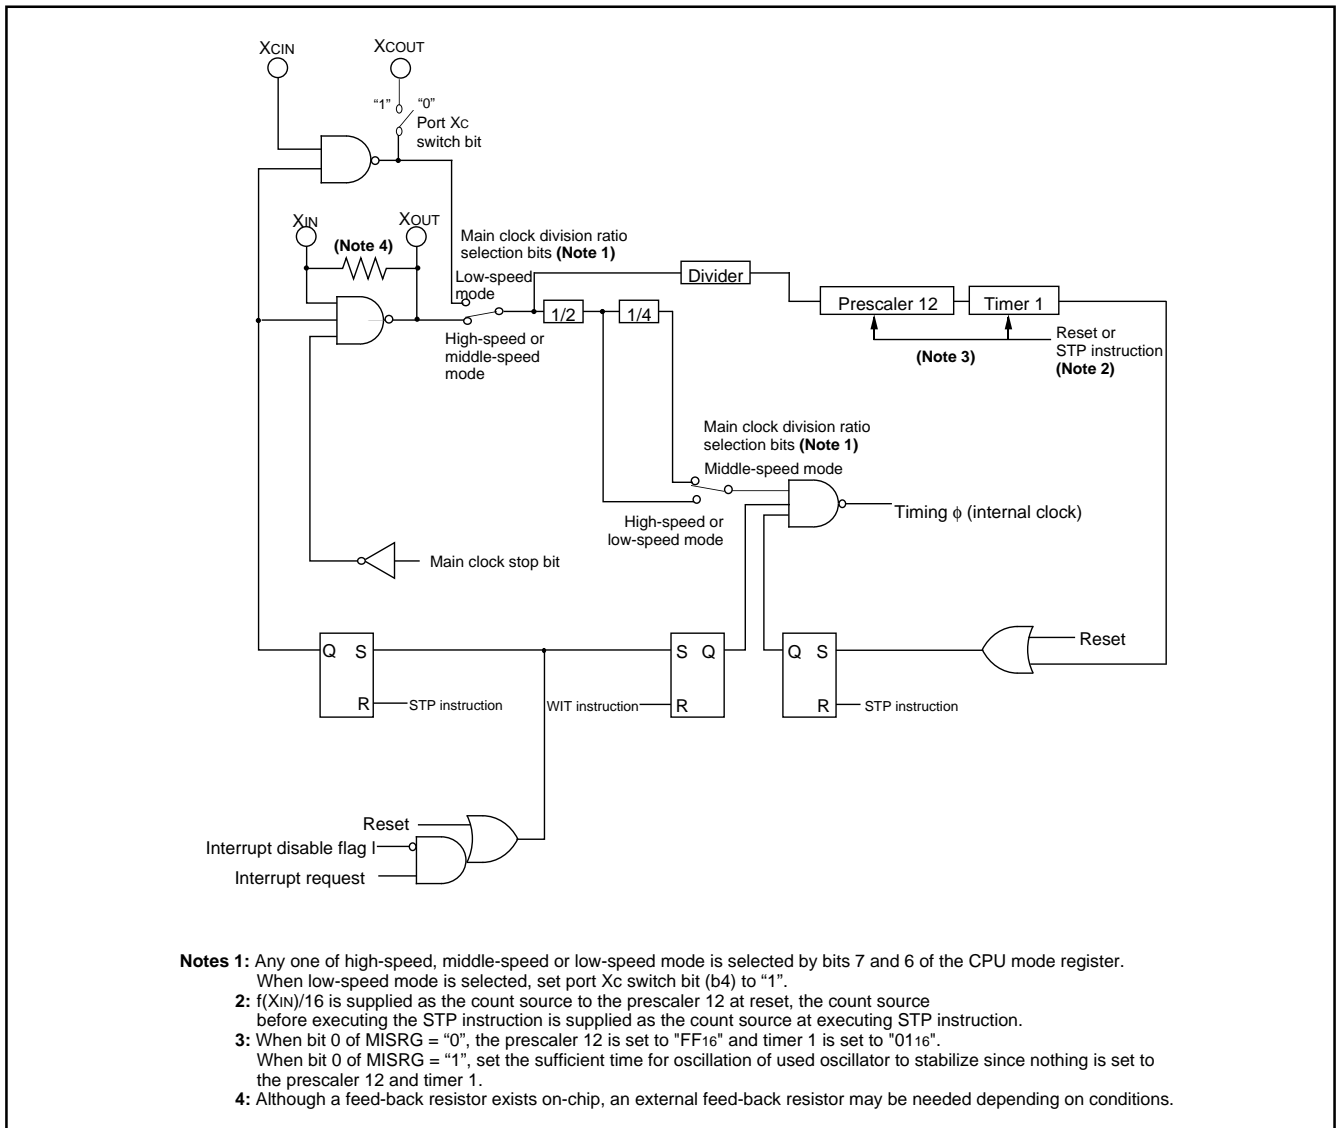 XCIN
XCOUT
“1” “0”
Port XC
switch bit
XIN
XOUT
(Note 4)
Main clock division ratio
selection bits (Note 1)
Low-speed
mode
Divider
1/2
1/4
Prescaler 12
Timer 1
High-speed or
middle-speed
mode
(Note 3)
Reset or
STP instruction
(Note 2)
Main clock division ratio
selection bits (Note 1)
Middle-speed mode
High-speed or
low-speed mode
Timing ϕ (internal clock)
Main clock stop bit
Reset
Q S
R
STP instruction
WIT instruction
S Q
R
Q S
R
STP instruction
Reset
Interrupt disable flag I
Interrupt request
Notes 1: Any one of high-speed, middle-speed or low-speed mode is selected by bits 7 and 6 of the CPU mode register.
When low-speed mode is selected, set port Xc switch bit (b4) to “1”.
2: f(XIN)/16 is supplied as the count source to the prescaler 12 at reset, the count source
before executing the STP instruction is supplied as the count source at executing STP instruction.
3: When bit 0 of MISRG = “0”, the prescaler 12 is set to "FF16" and timer 1 is set to "0116".
When bit 0 of MISRG = “1”, set the sufficient time for oscillation of used oscillator to stabilize since nothing is set to
the prescaler 12 and timer 1.
4: Although a feed-back resistor exists on-chip, an external feed-back resistor may be needed depending on conditions.